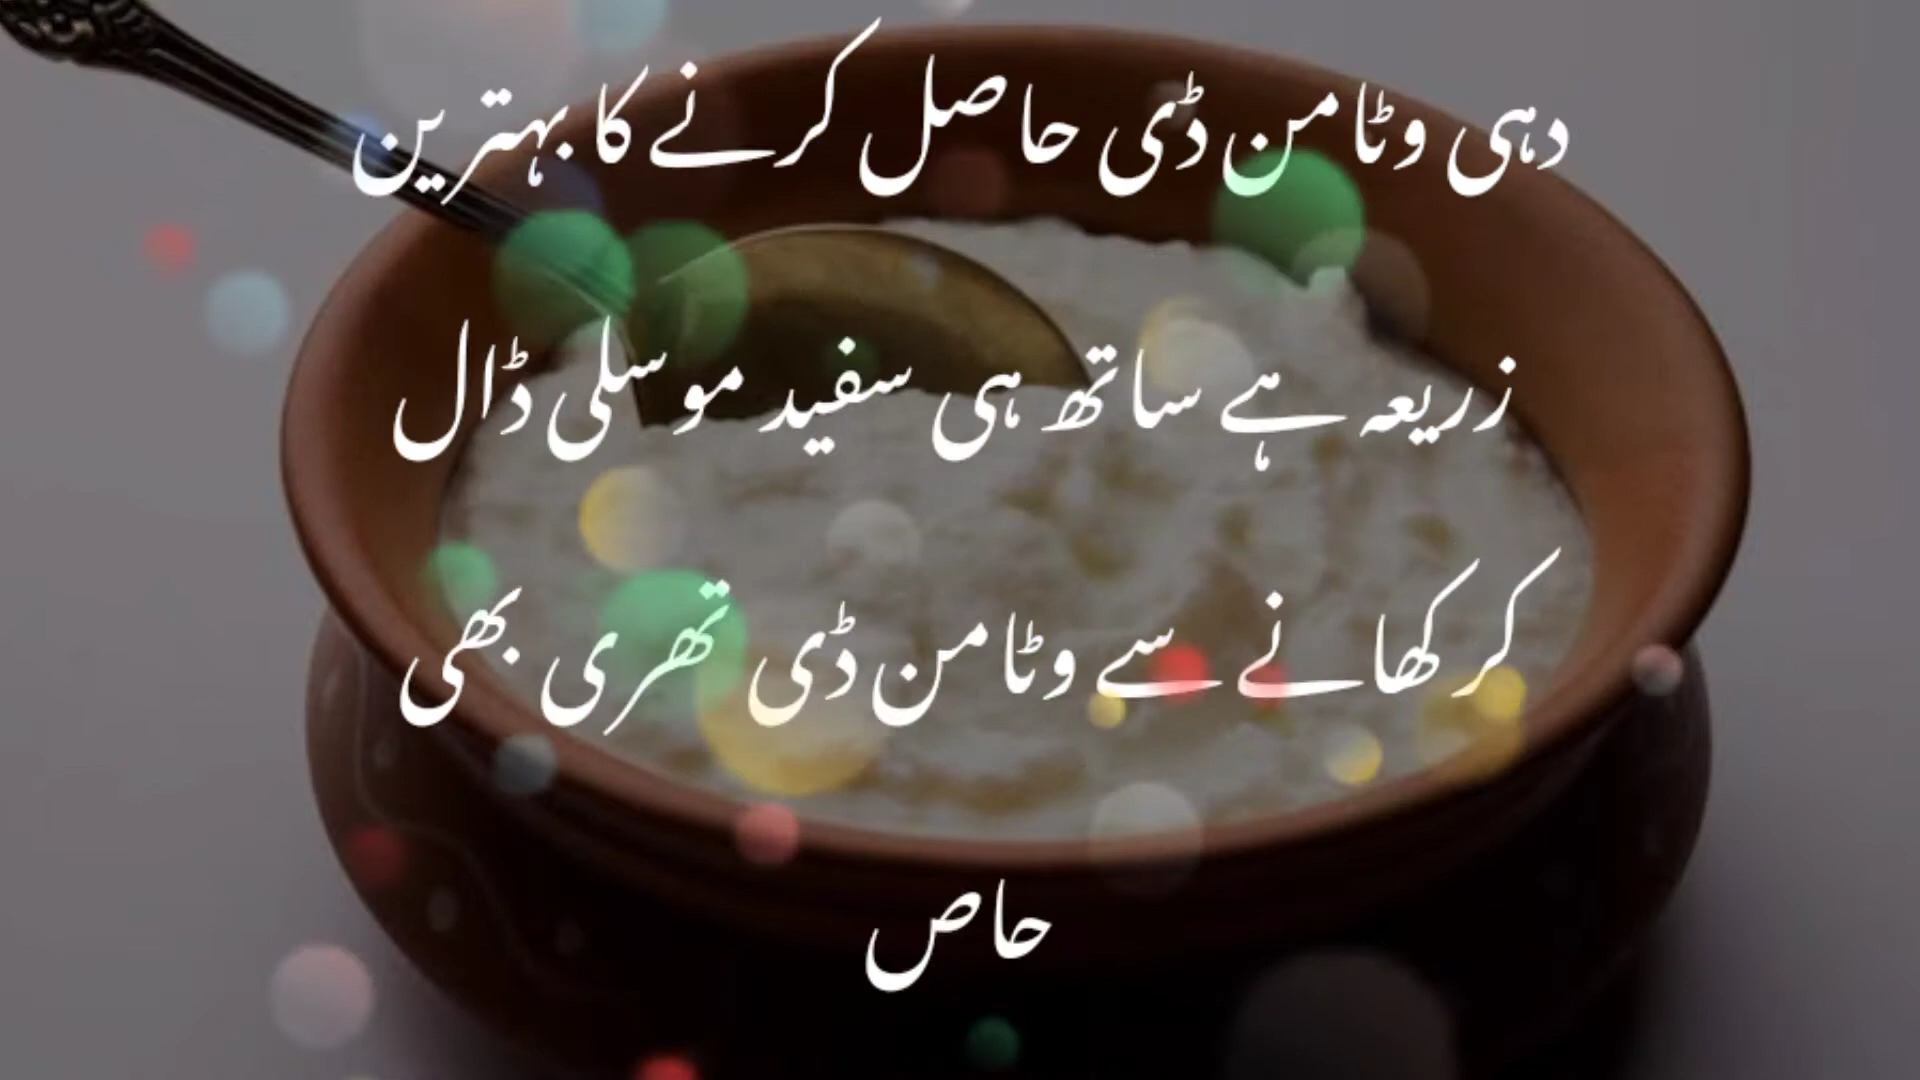 دہی وٹامن ڈی حاصل کرنے کا بہترین
زریعہ ہے ساتھ ہی سفید موسلی ڈال
کر کھانے سے وٹامن ڈی تھری بھی
حاص